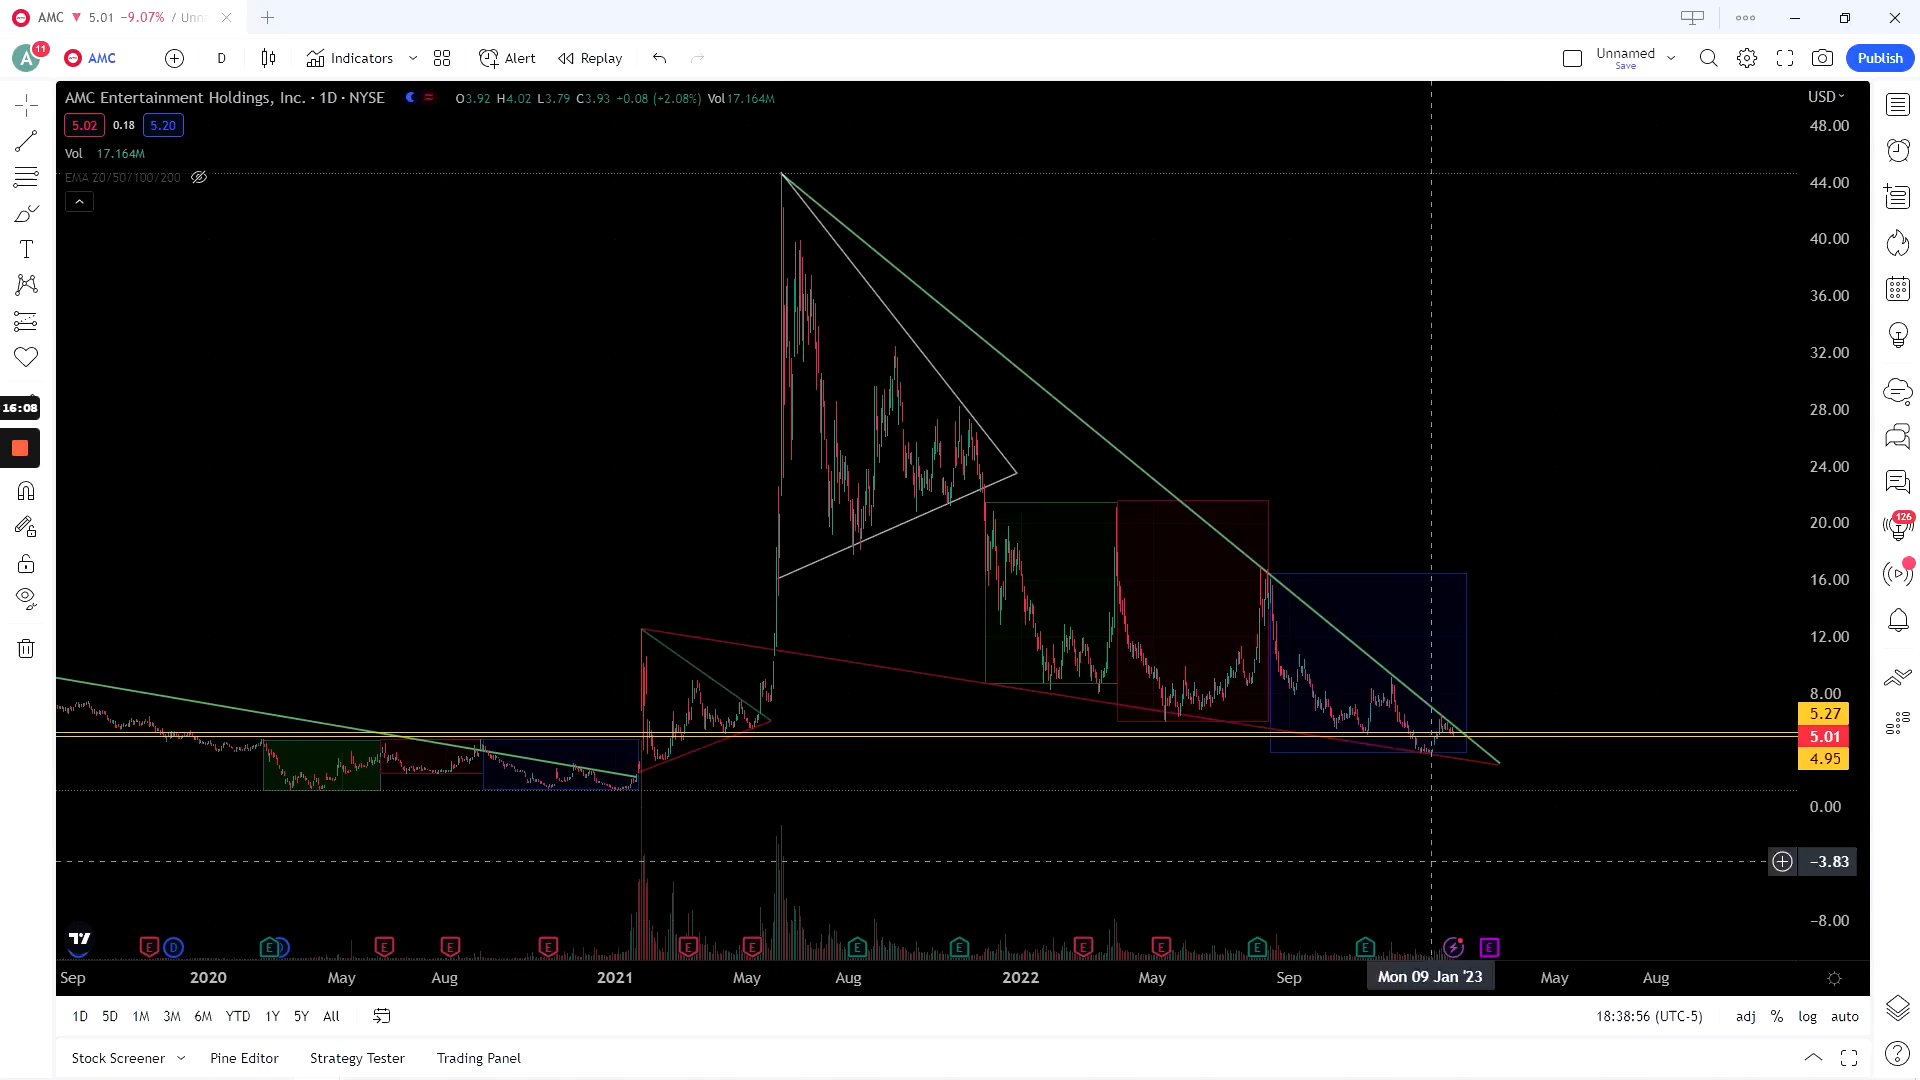 AMC ▼ 5.01 −9.07% / Unn
A 11 AMC D Indicators Alert Replay Unnamed Save Publish
AMC Entertainment Holdings, Inc. · 1D · NYSE O3.92 H4.02 L3.79 C3.93 +0.08 (+2.08%) Vol17.164M
5.02 0.18 5.20
Vol 17.164M
EMA 20/50/100/200
USD
48.00
44.00
40.00
36.00
32.00
28.00
24.00
20.00
16.00
12.00
8.00
5.27
5.01
4.95
0.00
−3.83
−8.00
16:08
126
E D E D E E E E E E E E E E E E
Sep 2020 May Aug 2021 May Aug 2022 May Sep Mon 09 Jan '23 May Aug
1D 5D 1M 3M 6M YTD 1Y 5Y All 18:38:56 (UTC-5) adj % log auto
Stock Screener Pine Editor Strategy Tester Trading Panel